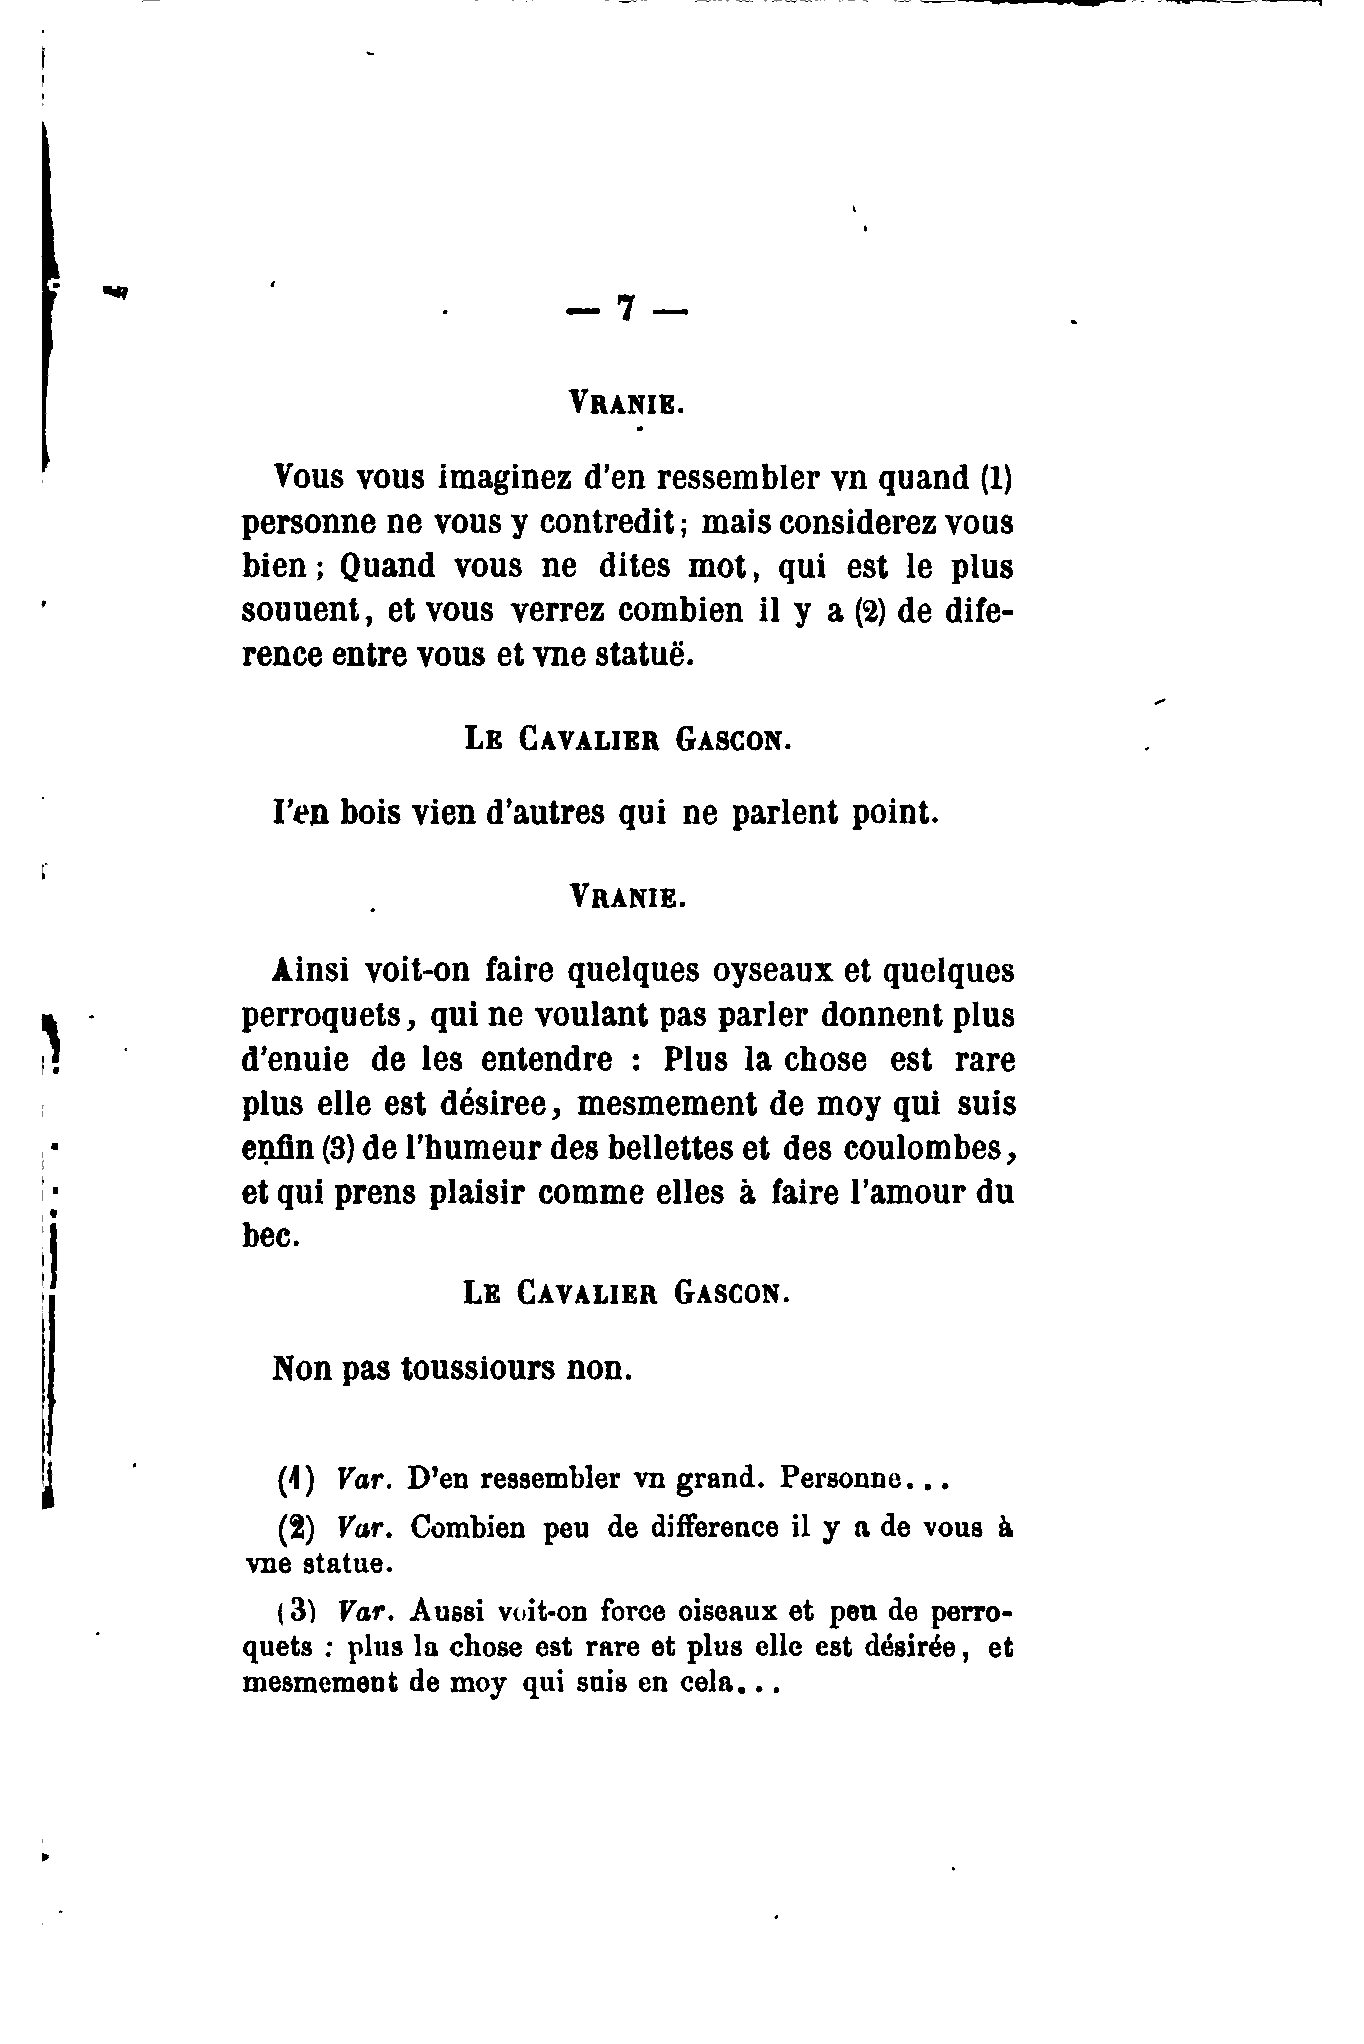 — 7 —
VRANIE.
Vous vous imaginez d'en ressembler vn quand (1)
personne ne vous y contredit; mais considerez vous
bien; Quand vous ne dites mot, qui est le plus
souuent, et vous verrez combien il y a (2) de dife-
rence entre vous et vne statuë.
LE CAVALIER GASCON.
I'en bois vien d'autres qui ne parlent point.
VRANIE.
Ainsi voit-on faire quelques oyseaux et quelques
perroquets, qui ne voulant pas parler donnent plus
d'enuie de les entendre : Plus la chose est rare
plus elle est désiree, mesmement de moy qui suis
enfin (3) de l'humeur des bellettes et des coulombes,
et qui prens plaisir comme elles à faire l'amour du
bec.
LE CAVALIER GASCON.
Non pas toussiours non.
(1) Var. D'en ressembler vn grand. Personne...
(2) Var. Combien peu de difference il y a de vous à
vne statue.
(3) Var. Aussi voit-on force oiseaux et peu de perro-
quets : plus la chose est rare et plus elle est désirée, et
mesmement de moy qui suis en cela...